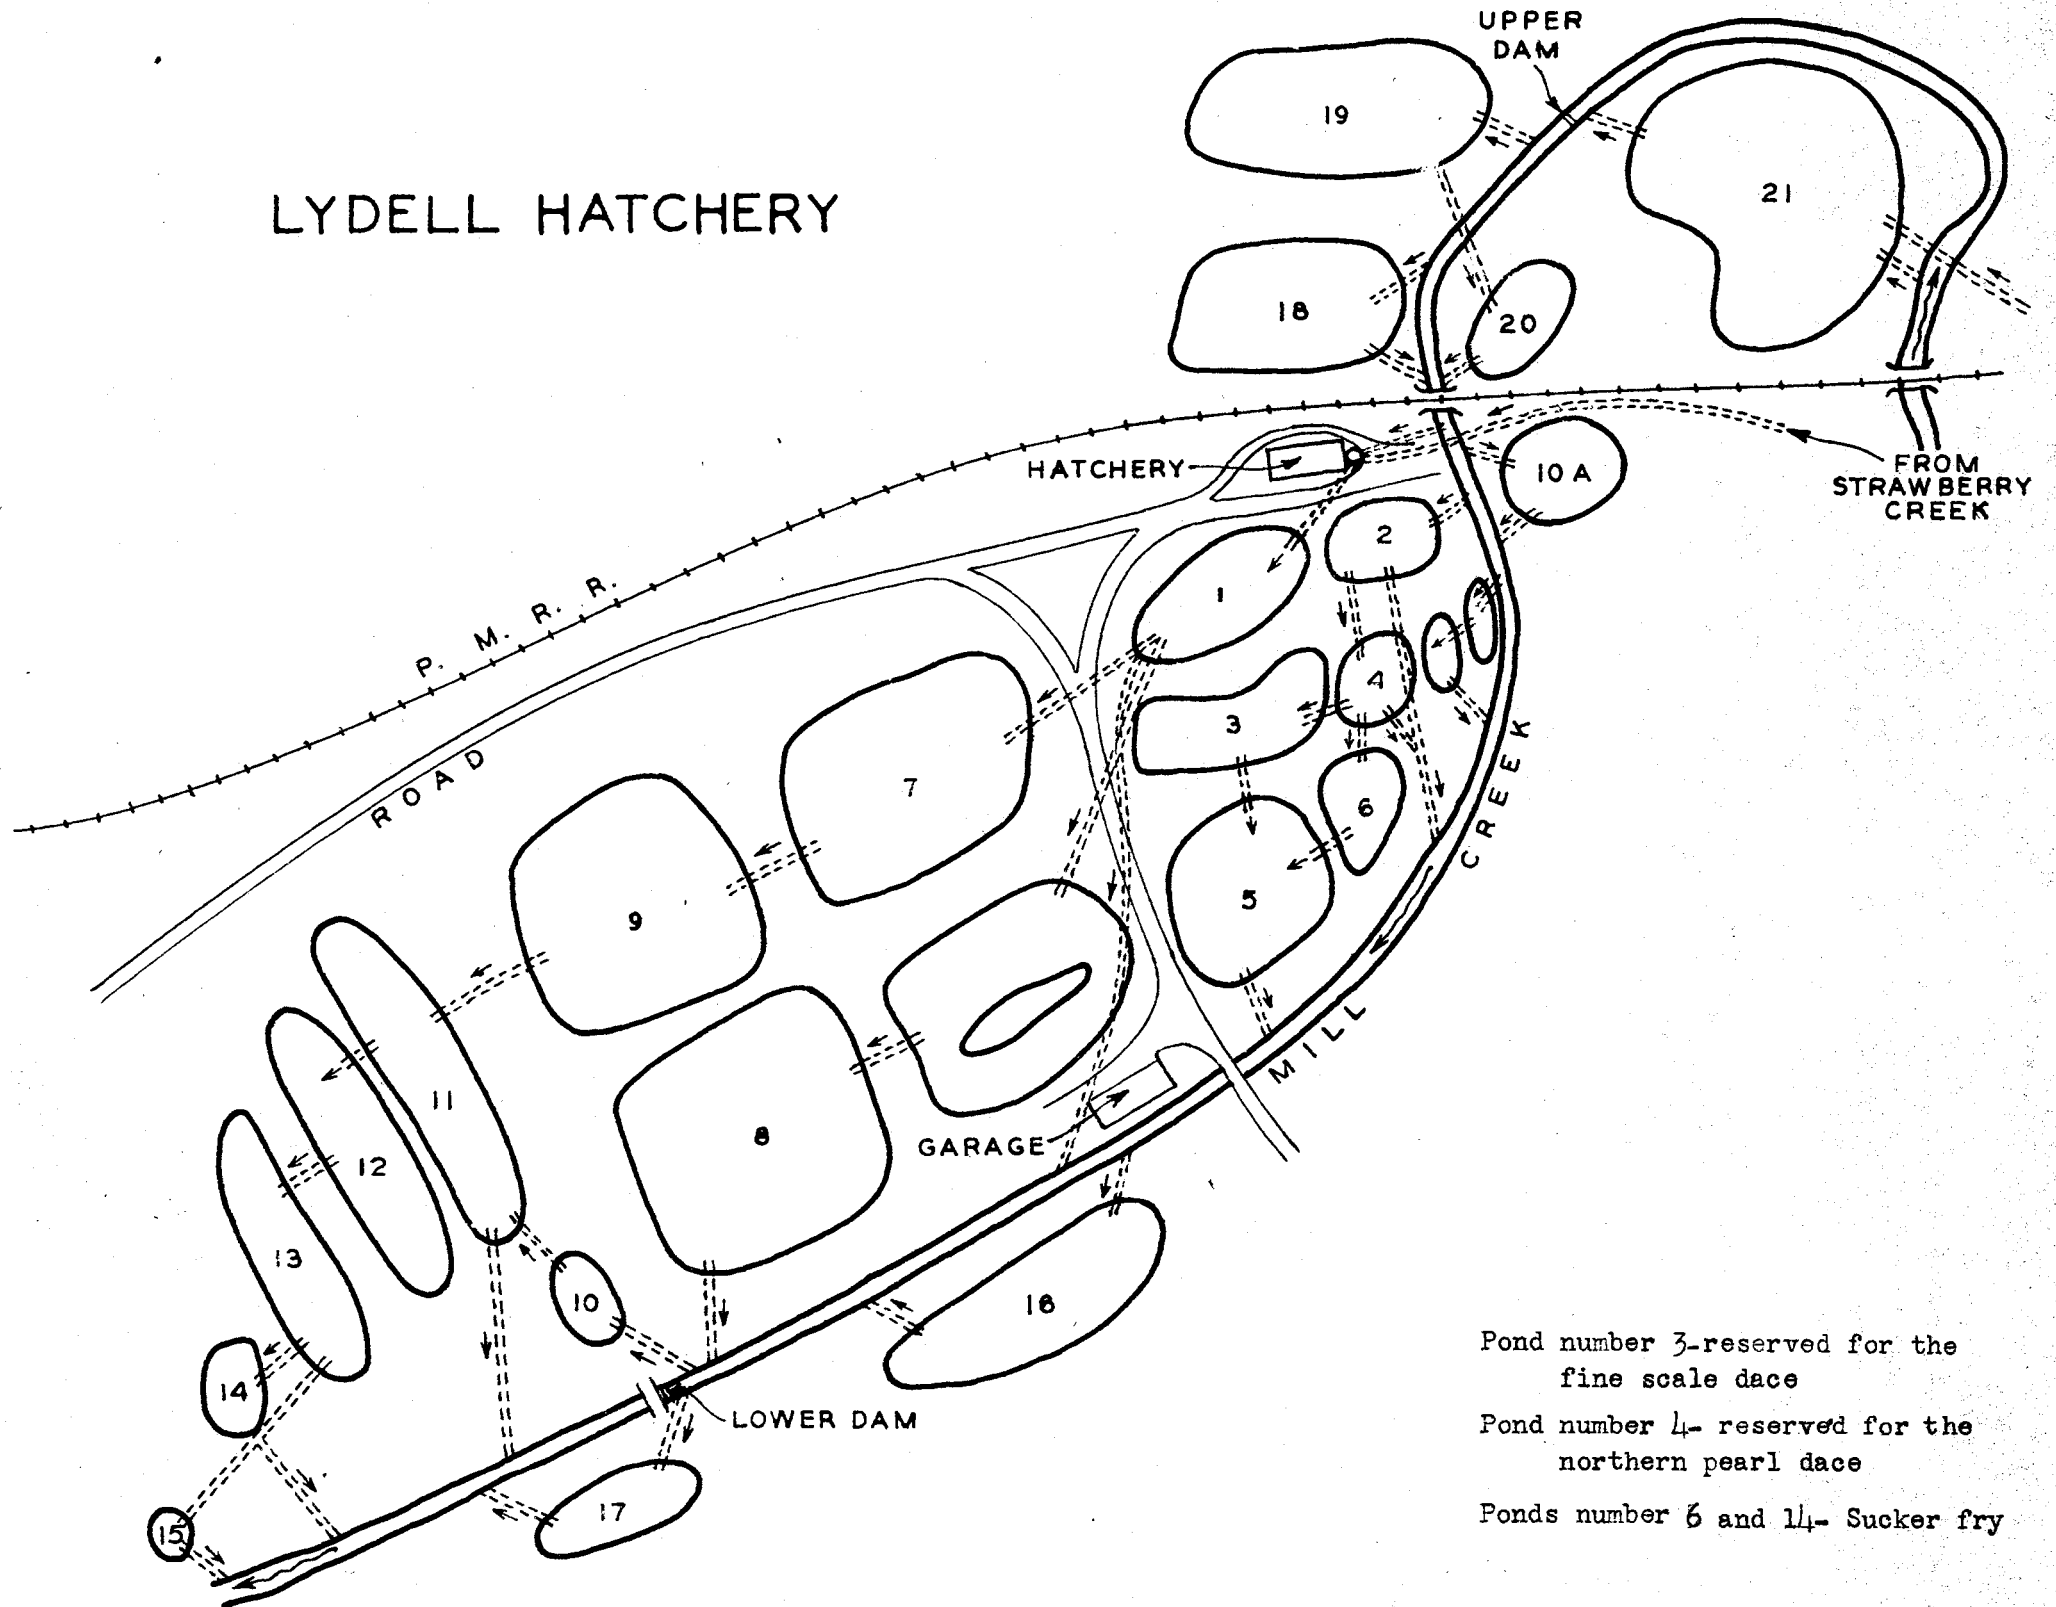 UPPER
DAM
19
21
LYDELL HATCHERY
18
20
HATCHERY
10A
FROM
STRAWBERRY
CREEK
2
1
P. M. R. R.
4
3
ROAD
7
6
CREEK
9
5
MILL
11
8
GARAGE
12
13
10
16
14
LOWER DAM
17
15
Pond number 3-reserved for the
fine scale dace
Pond number 4- reserved for the
northern pearl dace
Ponds number 6 and 14- Sucker fry